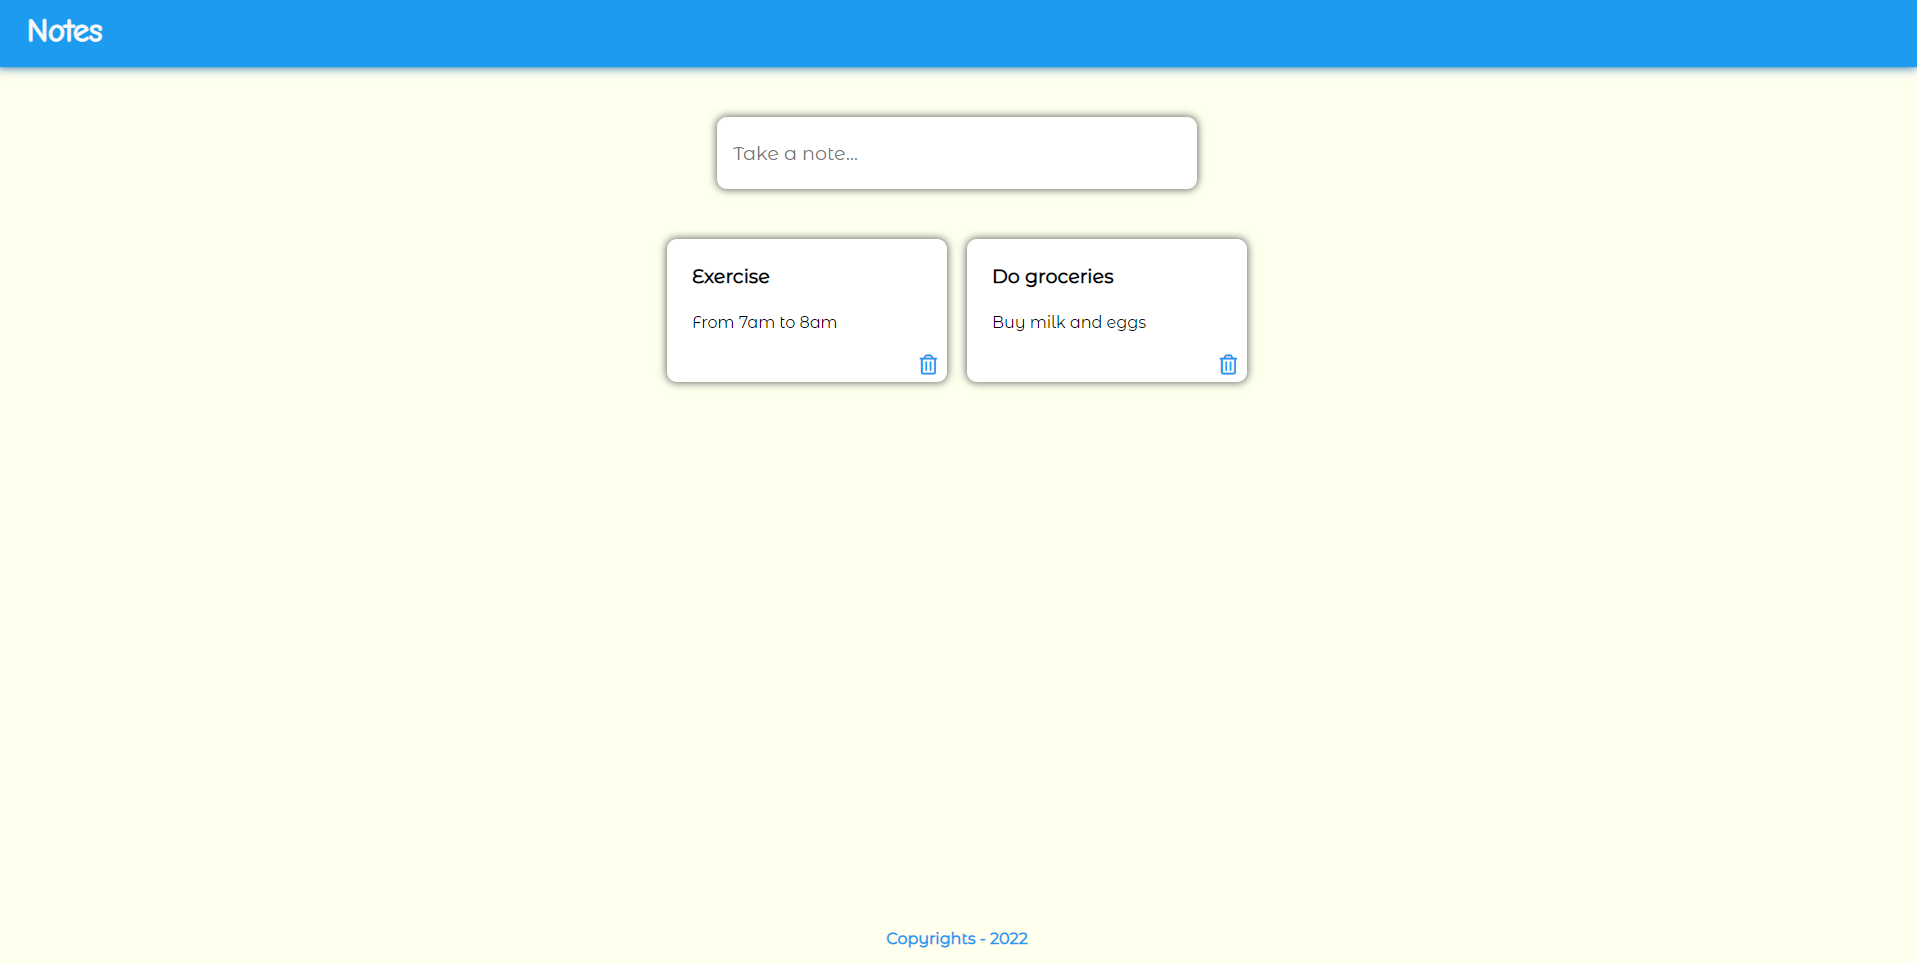 Notes
Take a note...
Exercise
From 7am to 8am
Do groceries
Buy milk and eggs
Copyrights - 2022